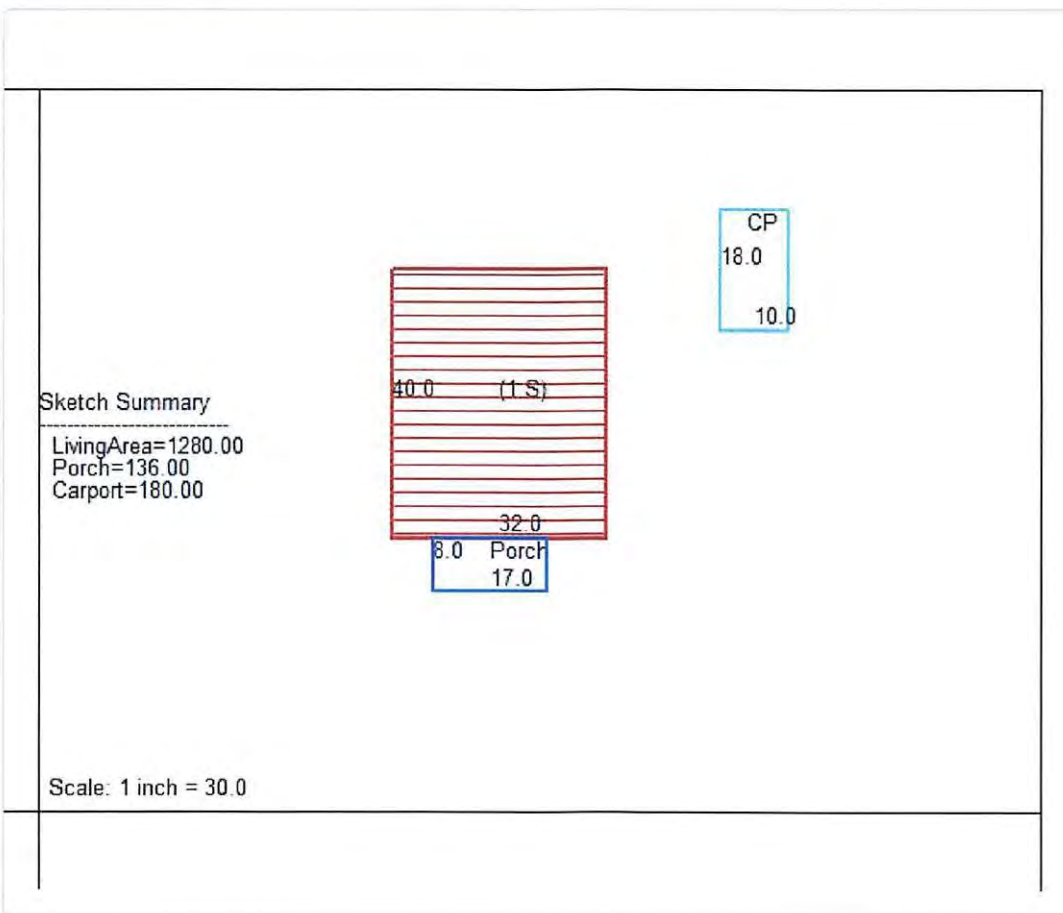 CP
18.0
10.0
40.0 (1 S)
Sketch Summary
LivingArea=1280.00
Porch=136.00
Carport=180.00
32.0
8.0 Porch
17.0
Scale: 1 inch = 30.0